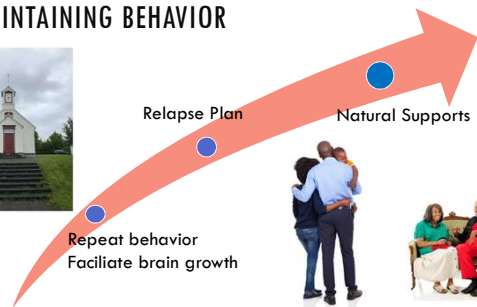 INTAINING BEHAVIOR
Relapse Plan
Natural Supports
Repeat behavior
Faciliate brain growth